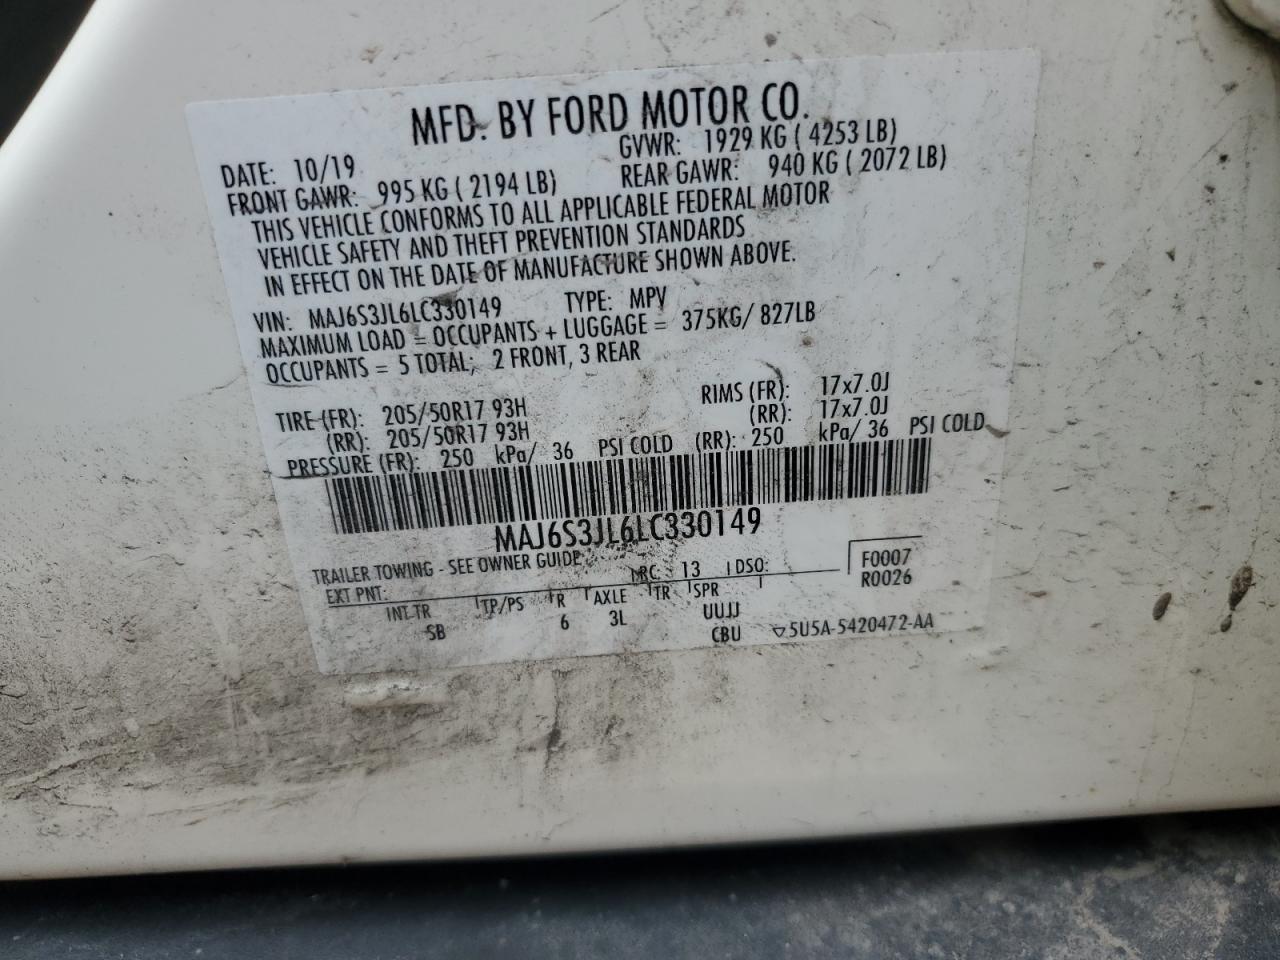 MFD. BY FORD MOTOR CO.
DATE: 10/19 GVWR: 1929 KG ( 4253 LB)
FRONT GAWR: 995 KG ( 2194 LB) REAR GAWR: 940 KG ( 2072 LB)
THIS VEHICLE CONFORMS TO ALL APPLICABLE FEDERAL MOTOR
VEHICLE SAFETY AND THEFT PREVENTION STANDARDS
IN EFFECT ON THE DATE OF MANUFACTURE SHOWN ABOVE.
VIN: MAJ6S3JL6LC330149 TYPE: MPV
MAXIMUM LOAD = OCCUPANTS + LUGGAGE = 375KG/ 827LB
OCCUPANTS = 5 TOTAL; 2 FRONT, 3 REAR
TIRE (FR): 205/50R17 93H RIMS (FR): 17x7.0J
(RR): 205/50R17 93H (RR): 17x7.0J
PRESSURE (FR): 250 kPa/ 36 PSI COLD (RR): 250 kPa/ 36 PSI COLD
MAJ6S3JL6LC330149
TRAILER TOWING - SEE OWNER GUIDE
EXT PNT: RC: 13 DSO: F0007
R0026
INT TR TP/PS R AXLE TR SPR
SB 6 3L UUJJ
CBU 5U5A-5420472-AA